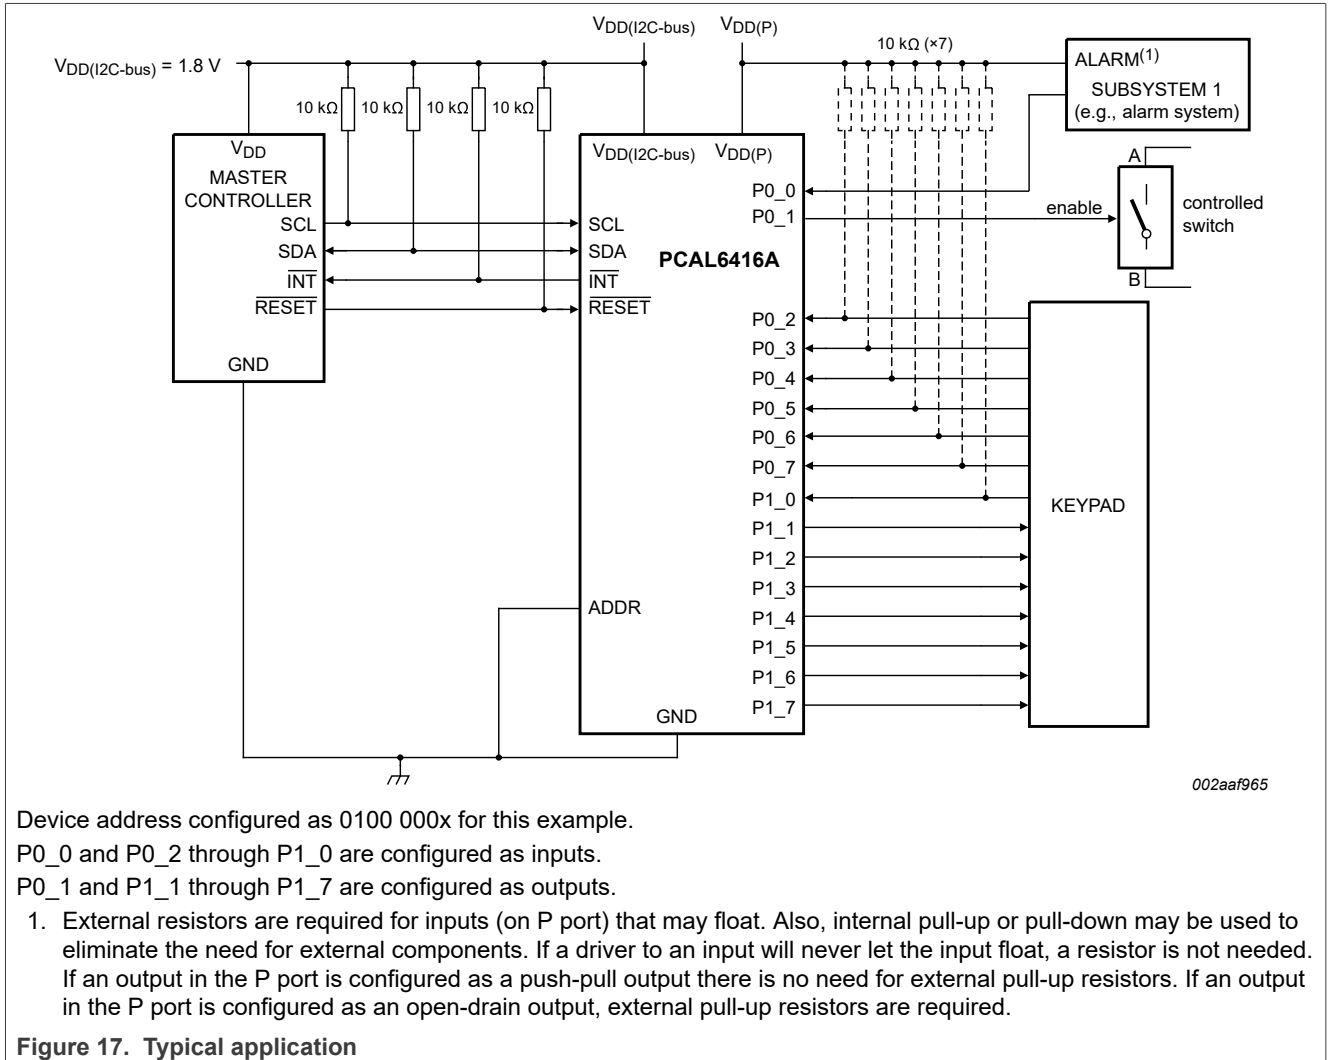 VDD(I2C-bus) VDD(P)
10 kΩ (×7)
VDD(I2C-bus) = 1.8 V
ALARM(1)
SUBSYSTEM 1
(e.g., alarm system)
10 kΩ 10 kΩ 10 kΩ 10 kΩ
VDD
MASTER
CONTROLLER
SCL
SDA
INT
RESET
GND
VDD(I2C-bus) VDD(P)
SCL
SDA
INT
RESET
PCAL6416A
ADDR
GND
P0_0
P0_1
P0_2
P0_3
P0_4
P0_5
P0_6
P0_7
P1_0
P1_1
P1_2
P1_3
P1_4
P1_5
P1_6
P1_7
A
enable
controlled
switch
B
KEYPAD
002aaf965
Device address configured as 0100 000x for this example.
P0_0 and P0_2 through P1_0 are configured as inputs.
P0_1 and P1_1 through P1_7 are configured as outputs.
1. External resistors are required for inputs (on P port) that may float. Also, internal pull-up or pull-down may be used to
eliminate the need for external components. If a driver to an input will never let the input float, a resistor is not needed.
If an output in the P port is configured as a push-pull output there is no need for external pull-up resistors. If an output
in the P port is configured as an open-drain output, external pull-up resistors are required.
Figure 17. Typical application